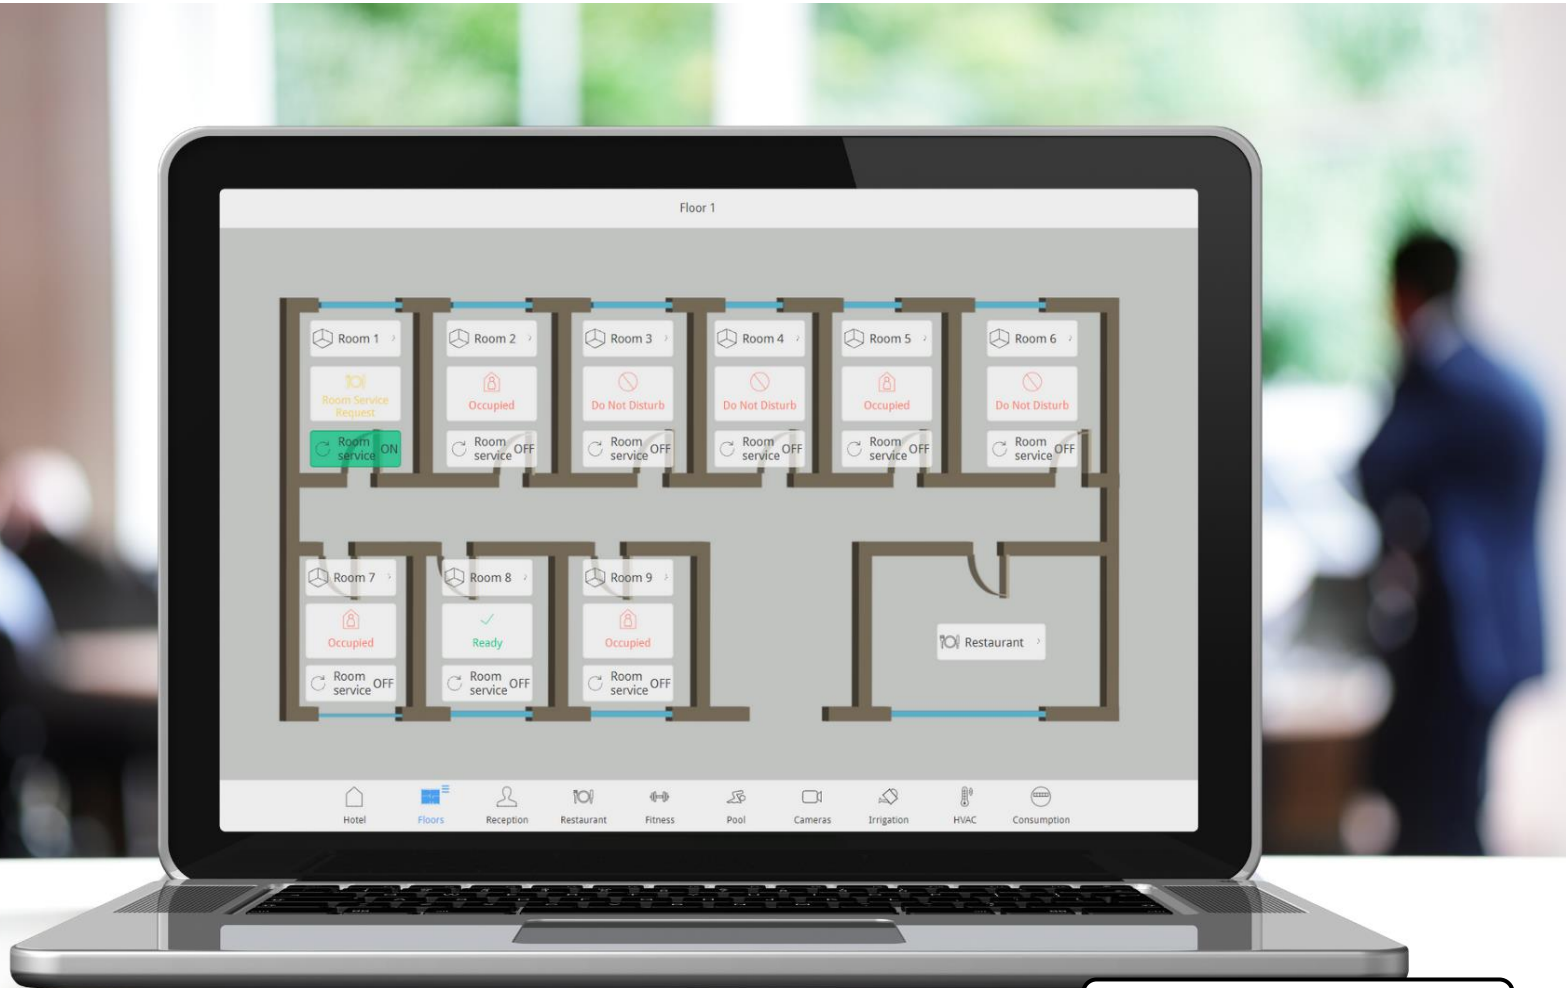 Floor 1
Room 1
Room 2
Room 3
Room 4
Room 5
Room 6
Room Service
Request
Occupied
Do Not Disturb
Do Not Disturb
Occupied
Do Not Disturb
Room
service ON
Room
service OFF
Room
service OFF
Room
service OFF
Room
service OFF
Room
service OFF
Room 7
Room 8
Room 9
Occupied
Ready
Occupied
Restaurant
Room
service OFF
Room
service OFF
Room
service OFF
Hotel
Floors
Reception
Restaurant
Fitness
Pool
Cameras
Irrigation
HVAC
Consumption